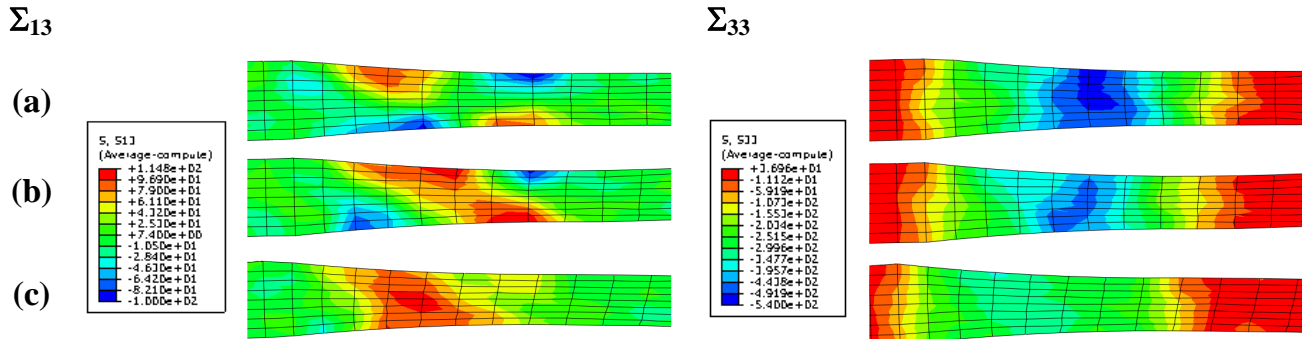 Σ13
Σ33
(a)
(b)
(c)
S, S13
(Average-compute)
+1.148e+02
+9.690e+01
+7.900e+01
+6.110e+01
+4.320e+01
+2.530e+01
+7.400e+00
-1.050e+01
-2.840e+01
-4.630e+01
-6.420e+01
-8.210e+01
-1.000e+02
S, S33
(Average-compute)
+3.696e+01
-1.112e+01
-5.919e+01
-1.073e+02
-1.553e+02
-2.034e+02
-2.515e+02
-2.996e+02
-3.477e+02
-3.957e+02
-4.438e+02
-4.919e+02
-5.400e+02